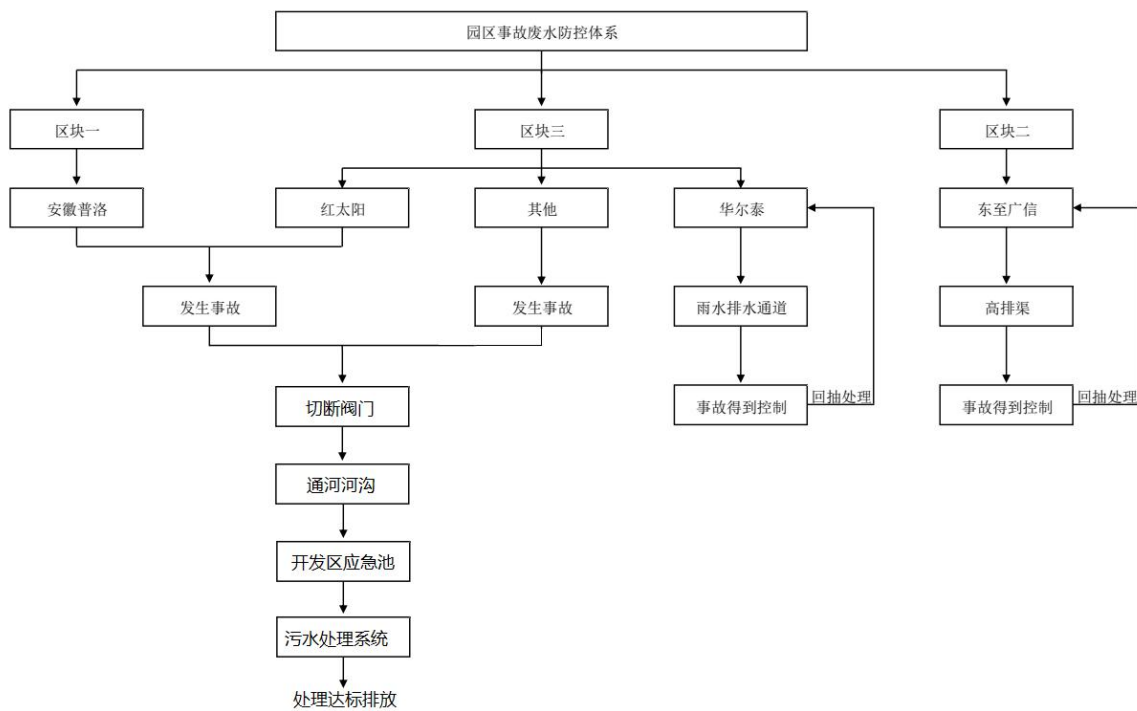 园区事故废水防控体系
区块一
区块三
区块二
安徽普洛
红太阳
其他
华尔泰
东至广信
发生事故
发生事故
雨水排水通道
高排渠
切断阀门
事故得到控制
回抽处理
事故得到控制
回抽处理
通河河沟
开发区应急池
污水处理系统
处理达标排放